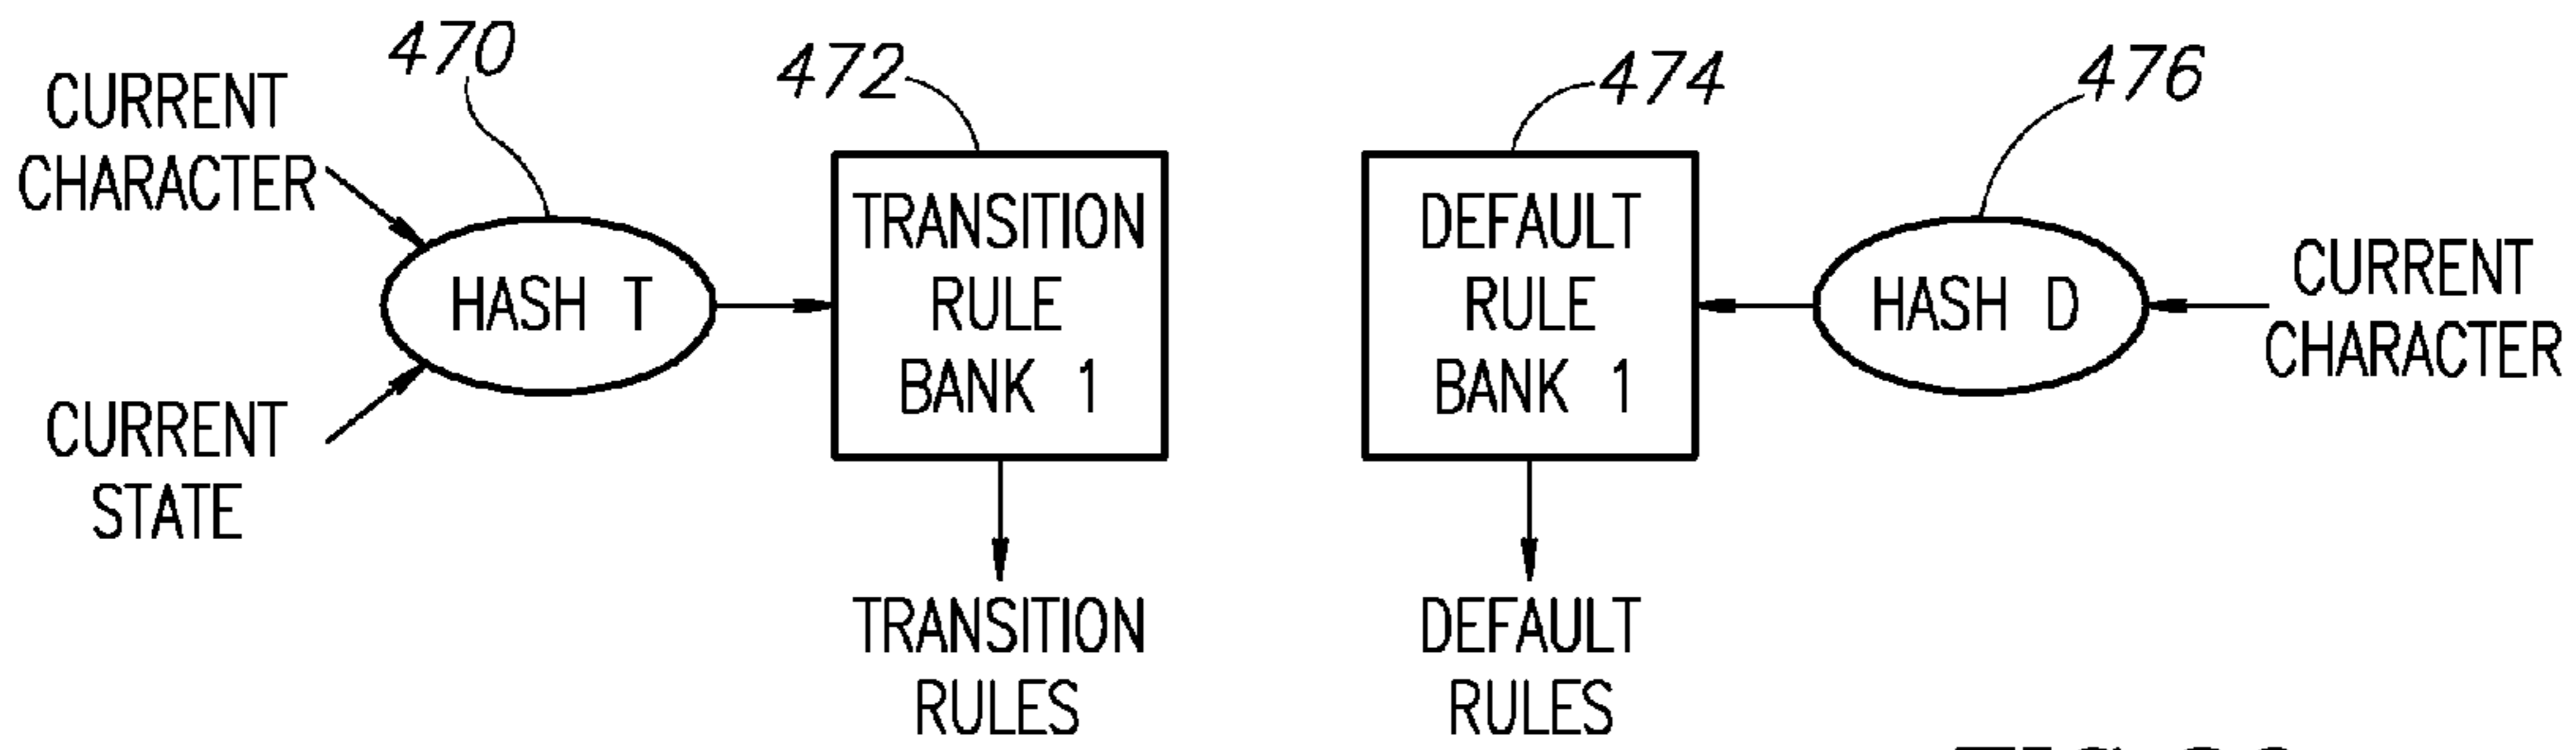 470
472
474
476
CURRENT
CHARACTER
CURRENT
STATE
HASH T
TRANSITION
RULE
BANK 1
DEFAULT
RULE
BANK 1
HASH D
CURRENT
CHARACTER
TRANSITION
RULES
DEFAULT
RULES